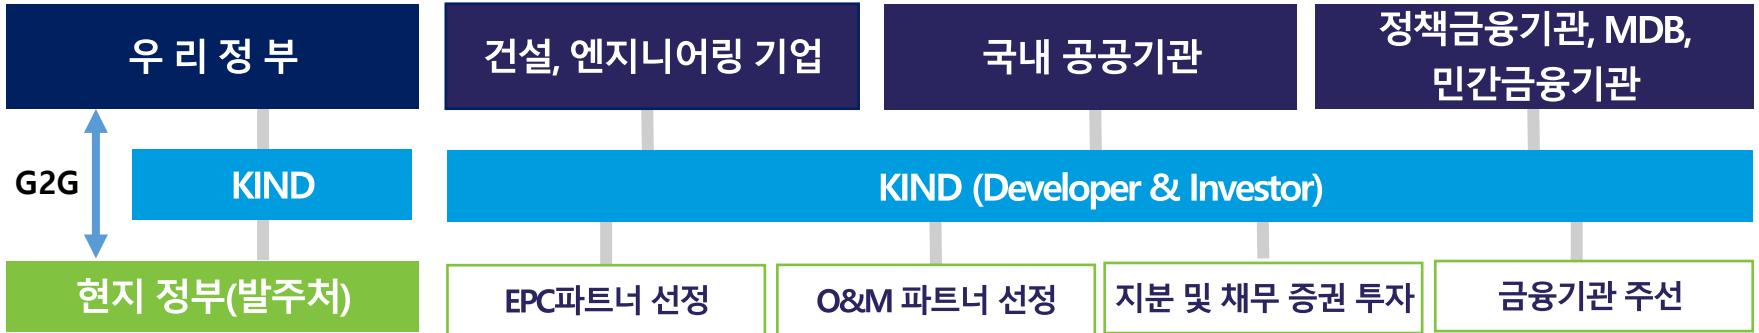 우 리 정 부
건설, 엔지니어링 기업
국내 공공기관
정책금융기관, MDB,
민간금융기관
G2G
KIND
KIND (Developer & Investor)
현지 정부(발주처)
EPC파트너 선정
O&M 파트너 선정
지분 및 채무 증권 투자
금융기관 주선